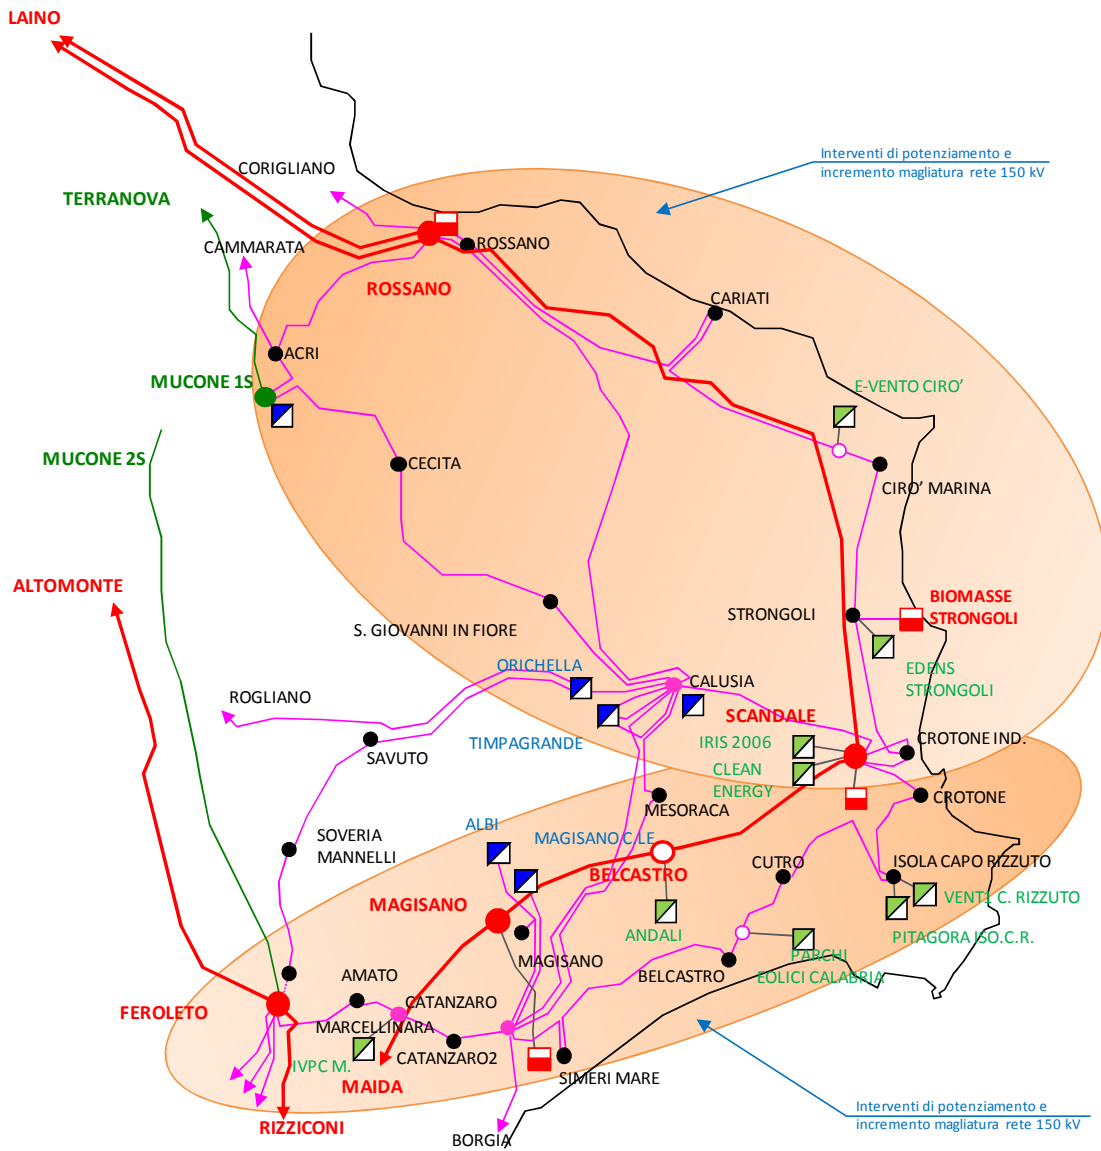 LAINO
Interventi di potenziamento e
incremento magliatura rete 150 kV
CORIGLIANO
TERRANOVA
CAMMARATA
ROSSANO
ROSSANO
CARIATI
ACRI
MUCONE 1S
E-VENTO CIRO'
MUCONE 2S
CECITA
CIRO' MARINA
ALTOMONTE
BIOMASSE
STRONGOLI
STRONGOLI
S. GIOVANNI IN FIORE
ORICHELLA
EDENS
STRONGOLI
CALUSIA
ROGLIANO
SCANDALE
TIMPAGRANDE
IRIS 2006
CROTONE IND.
SAVUTO
CLEAN
ENERGY
CROTONE
MESORACA
ALBI
SOVERIA
MANNELLI
MAGISANO C.LE
CUTRO
ISOLA CAPO RIZZUTO
BELCASTRO
VENT1 C. RIZZUTO
MAGISANO
ANDALI
PITAGORA ISO.C.R.
MAGISANO
BELCASTRO
PARCHI
EOLICI CALABRIA
AMATO
CATANZARO
FEROLETO
MARCELLINARA
CATANZARO2
IVPC M.
MAIDA
SIMERI MARE
RIZZICONI
BORGIA
Interventi di potenziamento e
incremento magliatura rete 150 kV